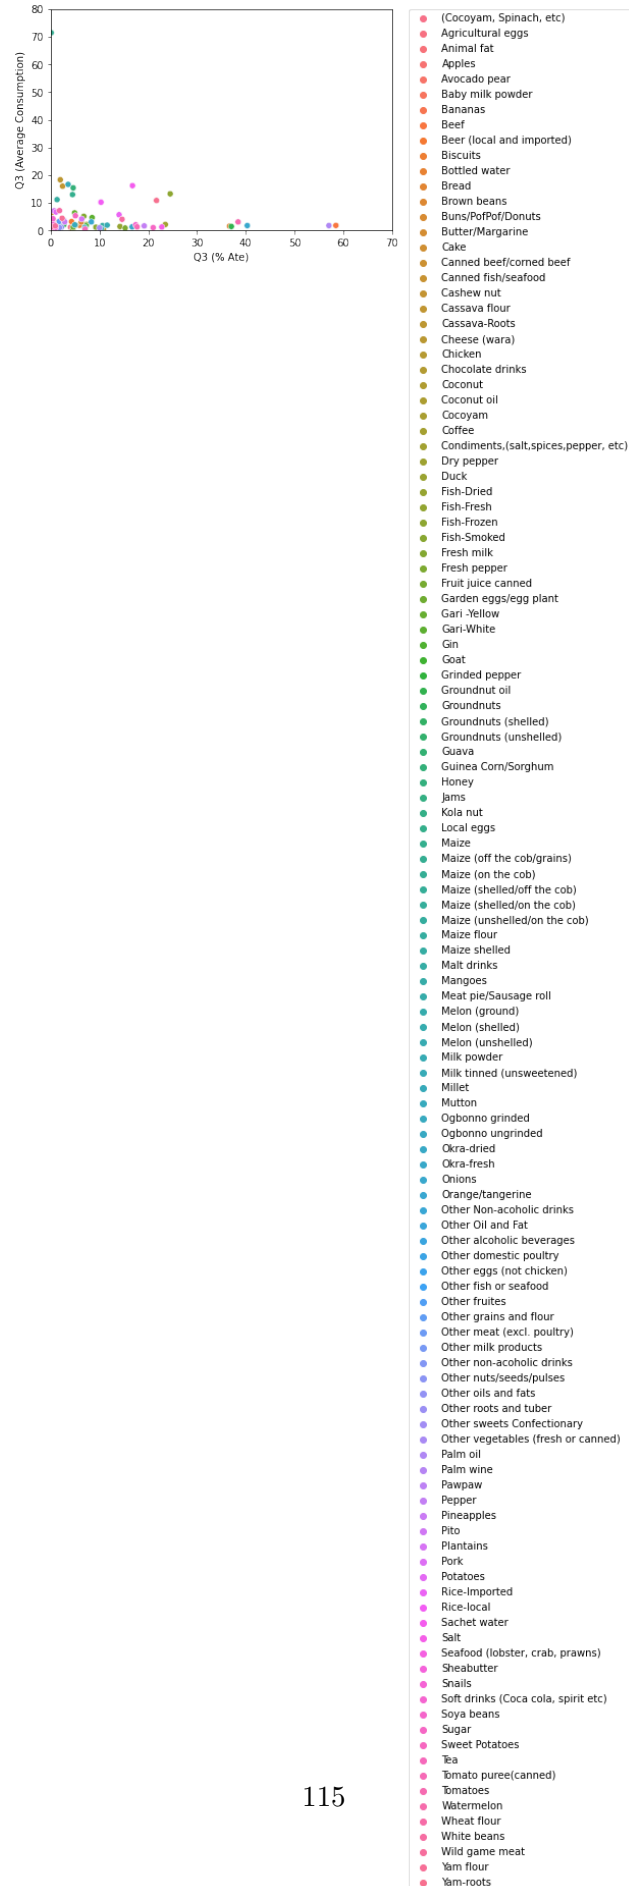 80
70
60
50
40
30
20
10
0
Q3 (Average Consumption)
0 10 20 30 40 50 60 70
Q3 (% Ate)
(Cocoyam, Spinach, etc)
Agricultural eggs
Animal fat
Apples
Avocado pear
Baby milk powder
Bananas
Beef
Beer (local and imported)
Biscuits
Bottled water
Bread
Brown beans
Buns/PofPof/Donuts
Butter/Margarine
Cake
Canned beef/corned beef
Canned fish/seafood
Cashew nut
Cassava flour
Cassava-Roots
Cheese (wara)
Chicken
Chocolate drinks
Coconut
Coconut oil
Cocoyam
Coffee
Condiments,(salt,spices,pepper, etc)
Dry pepper
Duck
Fish-Dried
Fish-Fresh
Fish-Frozen
Fish-Smoked
Fresh milk
Fresh pepper
Fruit juice canned
Garden eggs/egg plant
Gari -Yellow
Gari-White
Gin
Goat
Grinded pepper
Groundnut oil
Groundnuts
Groundnuts (shelled)
Groundnuts (unshelled)
Guava
Guinea Corn/Sorghum
Honey
Jams
Kola nut
Local eggs
Maize
Maize (off the cob/grains)
Maize (on the cob)
Maize (shelled/off the cob)
Maize (shelled/on the cob)
Maize (unshelled/on the cob)
Maize flour
Maize shelled
Malt drinks
Mangoes
Meat pie/Sausage roll
Melon (ground)
Melon (shelled)
Melon (unshelled)
Milk powder
Milk tinned (unsweetened)
Millet
Mutton
Ogbonno grinded
Ogbonno ungrinded
Okra-dried
Okra-fresh
Onions
Orange/tangerine
Other Non-acoholic drinks
Other Oil and Fat
Other alcoholic beverages
Other domestic poultry
Other eggs (not chicken)
Other fish or seafood
Other fruites
Other grains and flour
Other meat (excl. poultry)
Other milk products
Other non-acoholic drinks
Other nuts/seeds/pulses
Other oils and fats
Other roots and tuber
Other sweets Confectionary
Other vegetables (fresh or canned)
Palm oil
Palm wine
Pawpaw
Pepper
Pineapples
Pito
Plantains
Pork
Potatoes
Rice-Imported
Rice-local
Sachet water
Salt
Seafood (lobster, crab, prawns)
Sheabutter
Snails
Soft drinks (Coca cola, spirit etc)
Soya beans
Sugar
Sweet Potatoes
Tea
Tomato puree(canned)
Tomatoes
Watermelon
Wheat flour
White beans
Wild game meat
Yam flour
Yam-roots
115